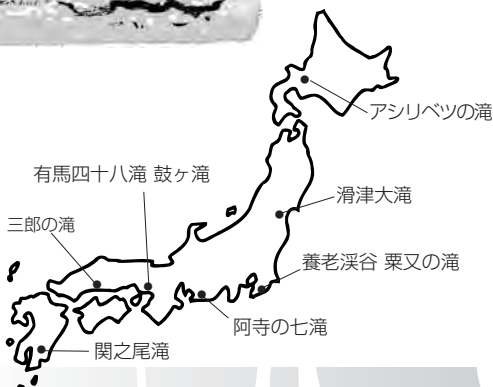 アシリベツの滝
有馬四十八滝 鼓ヶ滝
滑津大滝
三郎の滝
養老渓谷 粟又の滝
阿寺の七滝
関之尾滝